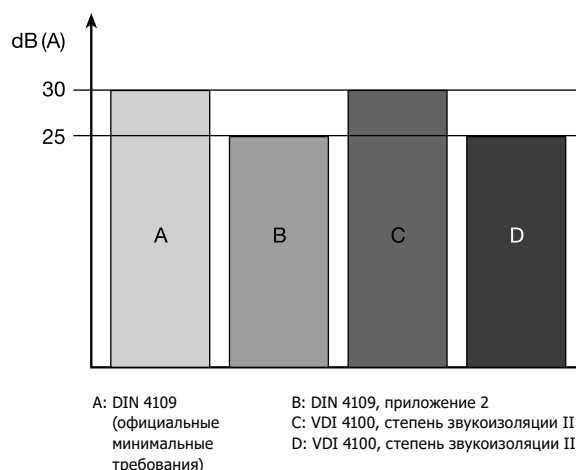 dB (A)
30
25
A
B
C
D
A: DIN 4109
(официальные
минимальные
требования)
B: DIN 4109, приложение 2
C: VDI 4100, степень звукоизоляции II
D: VDI 4100, степень звукоизоляции II